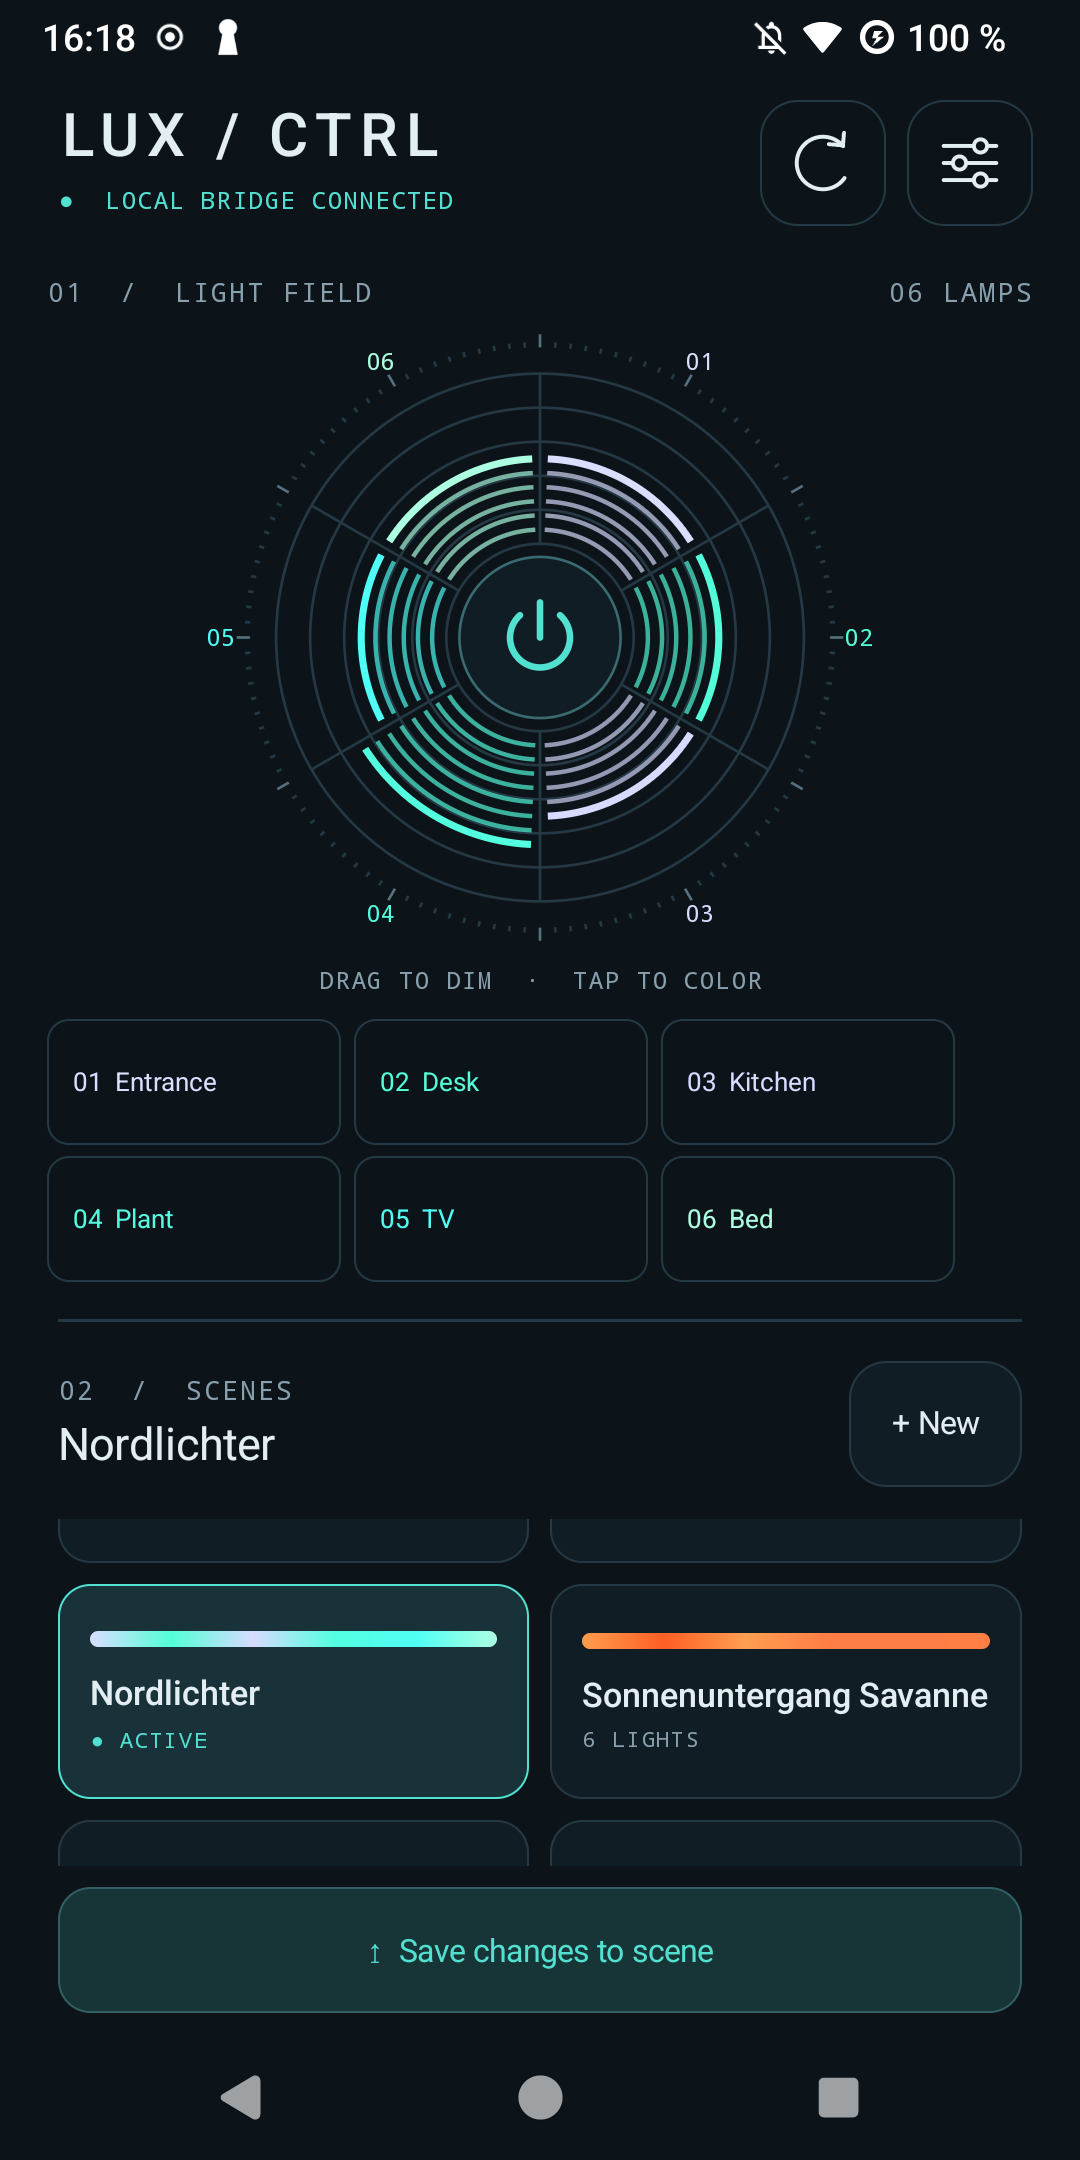 16:18
100 %
LUX / CTRL
● LOCAL BRIDGE CONNECTED
01 / LIGHT FIELD
06 LAMPS
06
01
05
02
04
03
DRAG TO DIM · TAP TO COLOR
01 Entrance
02 Desk
03 Kitchen
04 Plant
05 TV
06 Bed
02 / SCENES
Nordlichter
+ New
Nordlichter
● ACTIVE
Sonnenuntergang Savanne
6 LIGHTS
↥ Save changes to scene